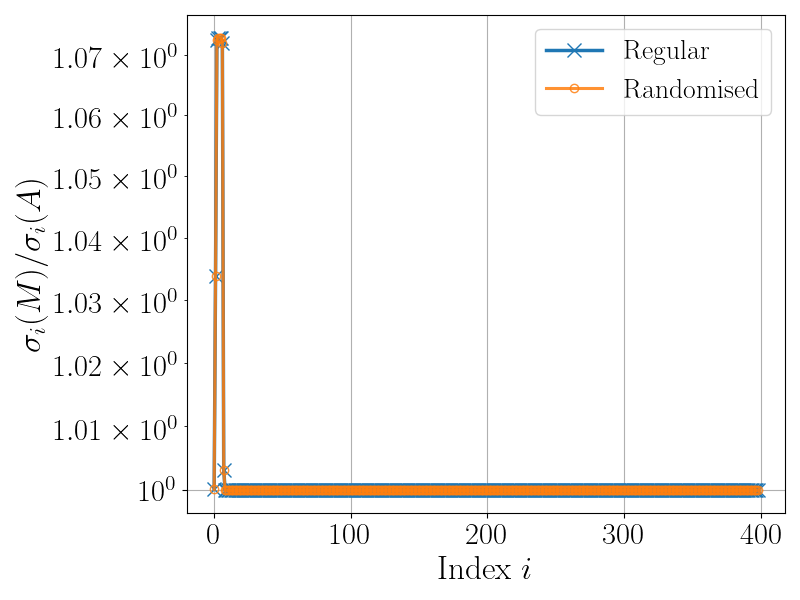 Regular
Randomised
1.07 × 10⁰
1.06 × 10⁰
1.05 × 10⁰
1.04 × 10⁰
1.03 × 10⁰
1.02 × 10⁰
1.01 × 10⁰
10⁰
σᵢ(M)/σᵢ(A)
0 100 200 300 400
Index i